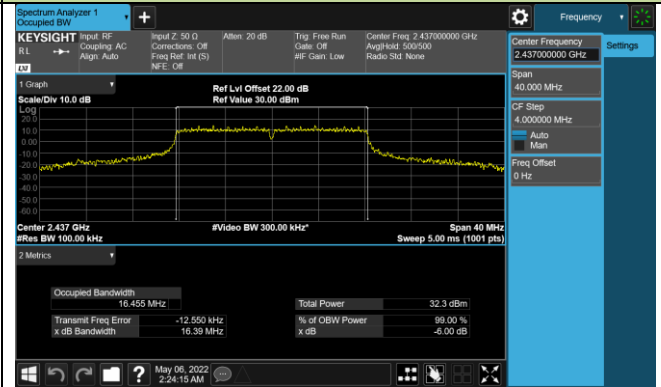 Spectrum Analyzer 1
Occupied BW
+
Frequency
KEYSIGHT
R L
LXI
Input: RF
Coupling: AC
Align: Auto
Input Z: 50 Ω
Corrections: Off
Freq Ref: Int (S)
NFE: Off
Atten: 20 dB
Trig: Free Run
Gate: Off
#IF Gain: Low
Center Freq: 2.437000000 GHz
Avg|Hold: 500/500
Radio Std: None
Center Frequency
2.437000000 GHz
Settings
Span
40.000 MHz
CF Step
4.000000 MHz
Auto
Man
Freq Offset
0 Hz
1 Graph
Scale/Div 10.0 dB
Ref Lvl Offset 22.00 dB
Ref Value 30.00 dBm
Log
20.0
10.0
0.00
-10.0
-20.0
-30.0
-40.0
-50.0
-60.0
Center 2.437 GHz
#Res BW 100.00 kHz
#Video BW 300.00 kHz*
Span 40 MHz
Sweep 5.00 ms (1001 pts)
2 Metrics
Occupied Bandwidth
16.455 MHz
Total Power 32.3 dBm
Transmit Freq Error -12.550 kHz
% of OBW Power 99.00 %
x dB Bandwidth 16.39 MHz
x dB -6.00 dB
?
May 06, 2022
2:24:15 AM